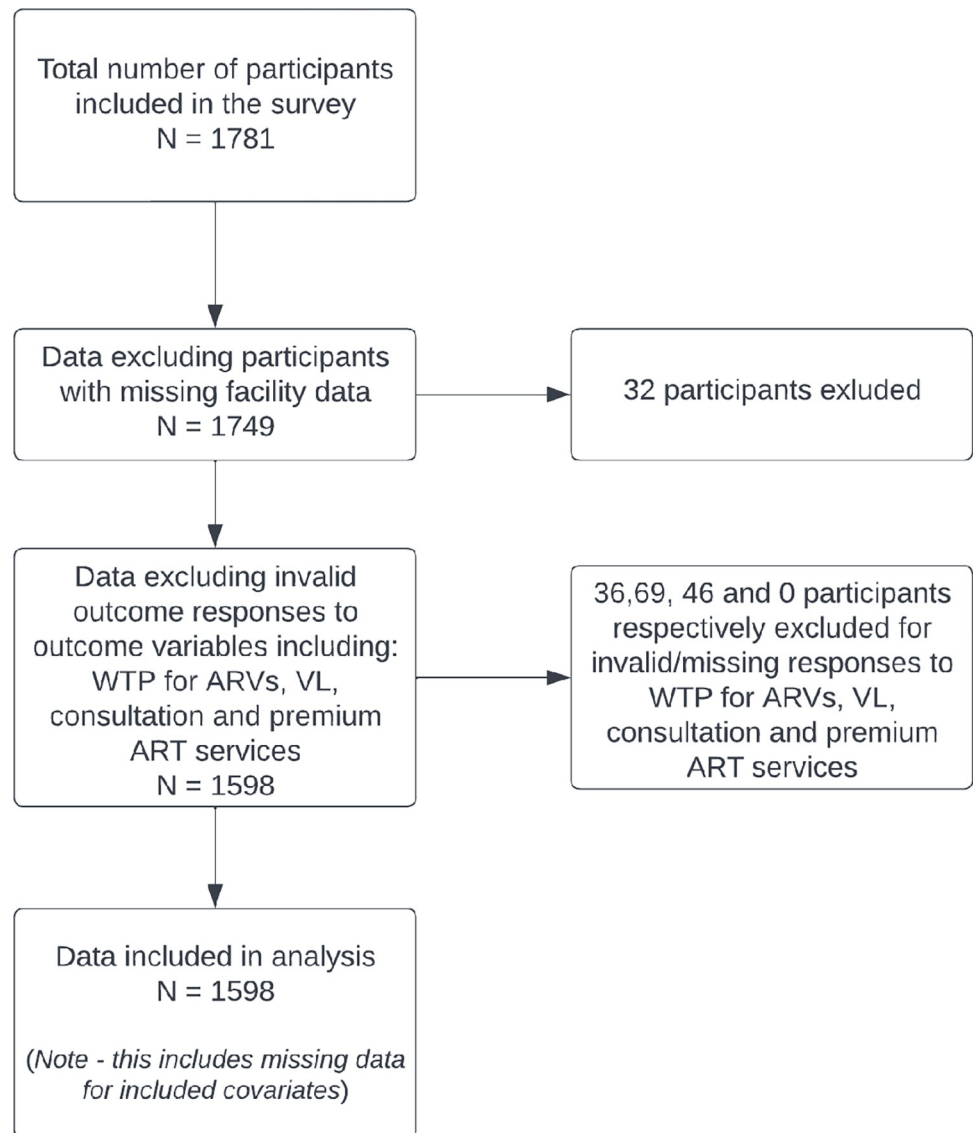 Total number of participants
included in the survey
N = 1781
Data excluding participants
with missing facility data
N = 1749
32 participants exluded
Data excluding invalid
outcome responses to
outcome variables including:
WTP for ARVs, VL,
consultation and premium
ART services
N = 1598
36,69, 46 and 0 participants
respectively excluded for
invalid/missing responses to
WTP for ARVs, VL,
consultation and premium
ART services
Data included in analysis
N = 1598
(Note - this includes missing data
for included covariates)